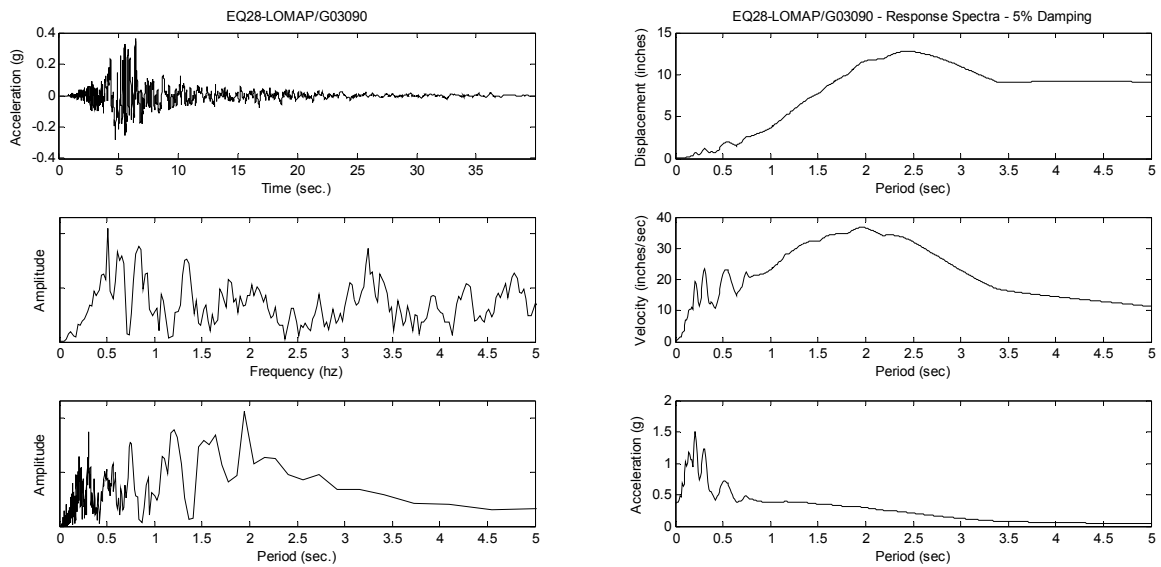 EQ28-LOMAP/G03090
Acceleration (g)
0.4
0.2
0
-0.2
-0.4
0 5 10 15 20 25 30 35
Time (sec.)
Amplitude
0 0.5 1 1.5 2 2.5 3 3.5 4 4.5 5
Frequency (hz)
Amplitude
0 0.5 1 1.5 2 2.5 3 3.5 4 4.5 5
Period (sec.)
EQ28-LOMAP/G03090 - Response Spectra - 5% Damping
Displacement (inches)
15
10
5
0
0 0.5 1 1.5 2 2.5 3 3.5 4 4.5 5
Period (sec)
Velocity (inches/sec)
40
30
20
10
0
0 0.5 1 1.5 2 2.5 3 3.5 4 4.5 5
Period (sec)
Acceleration (g)
2
1.5
1
0.5
0
0 0.5 1 1.5 2 2.5 3 3.5 4 4.5 5
Period (sec)